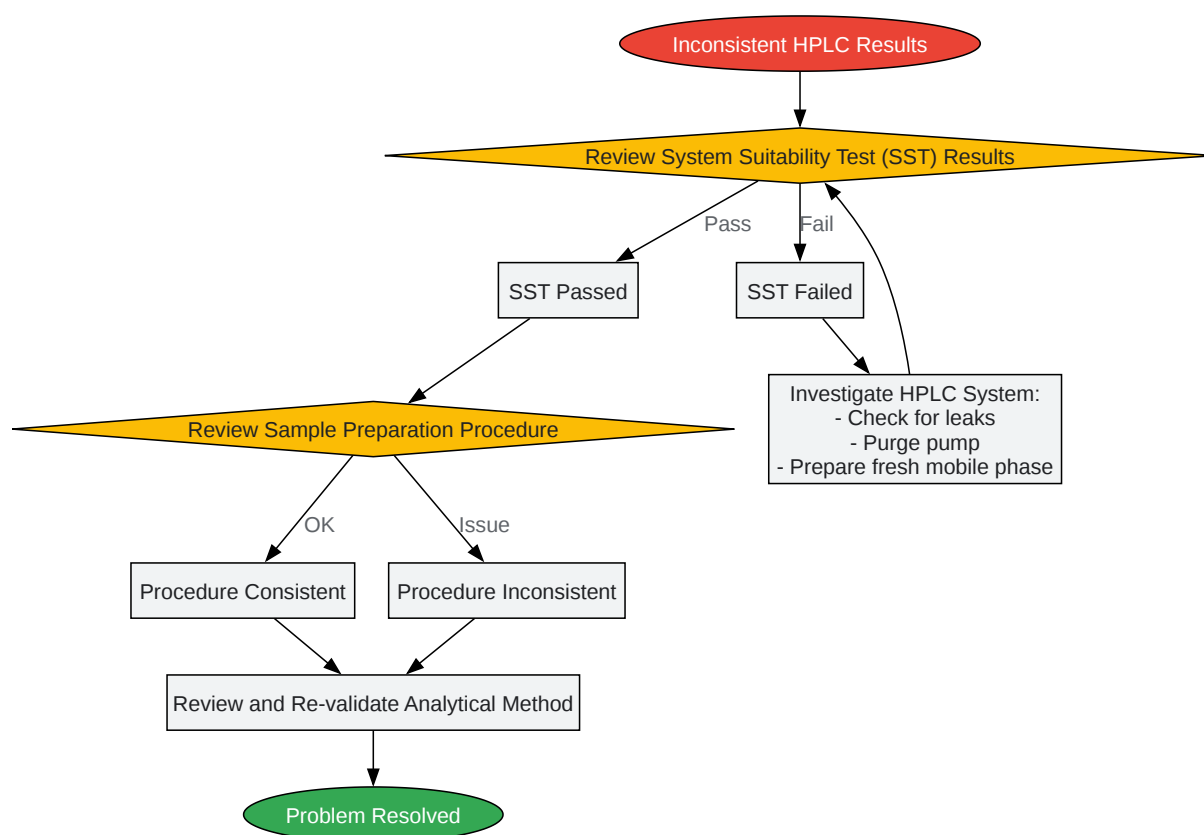 Inconsistent HPLC Results
Review System Suitability Test (SST) Results
Pass
Fail
SST Passed
SST Failed
Investigate HPLC System:
- Check for leaks
- Purge pump
- Prepare fresh mobile phase
Review Sample Preparation Procedure
OK
Issue
Procedure Consistent
Procedure Inconsistent
Review and Re-validate Analytical Method
Problem Resolved